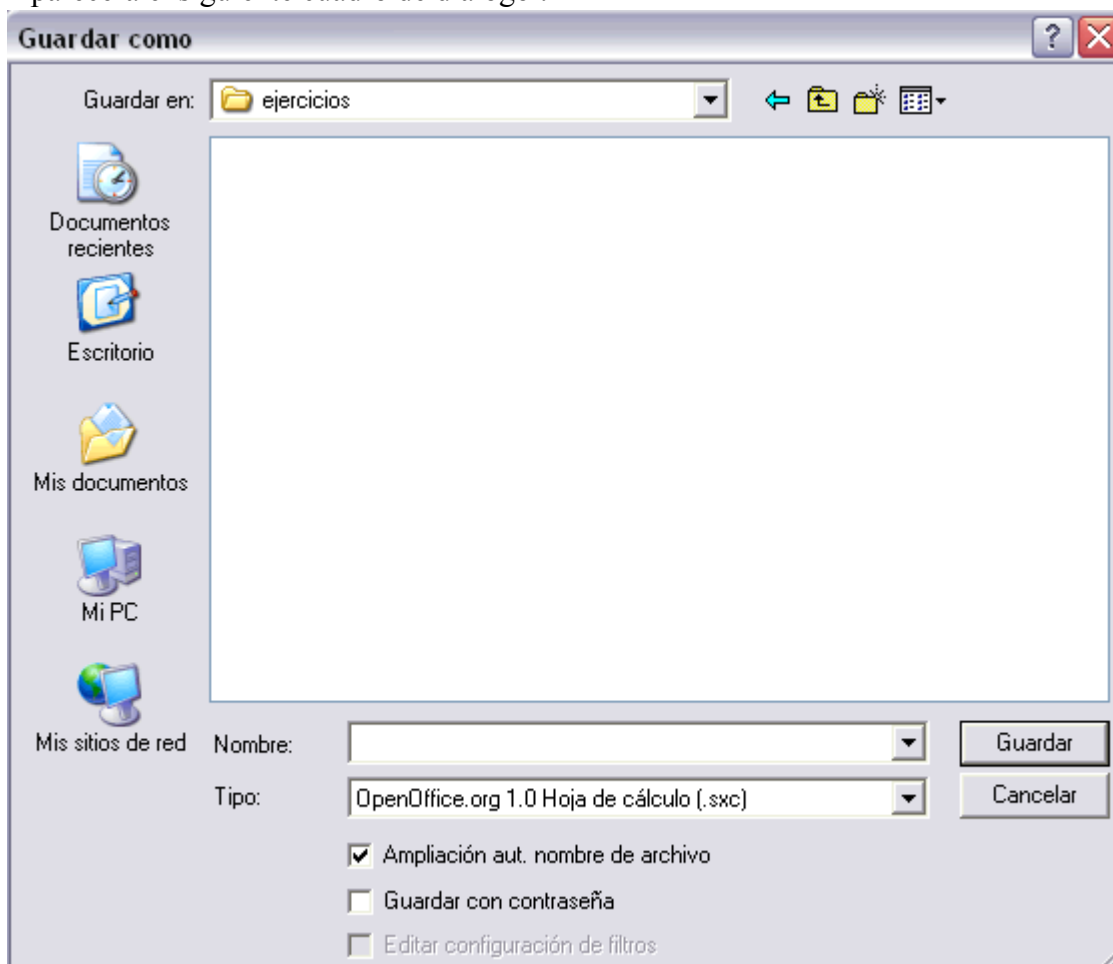 Guardar como
Guardar en:
ejercicios
Documentos
recientes
Escritorio
Mis documentos
Mi PC
Mis sitios de red
Nombre:
Guardar
Tipo:
OpenOffice.org 1.0 Hoja de cálculo (.sxc)
Cancelar
Ampliación aut. nombre de archivo
Guardar con contraseña
Editar configuración de filtros